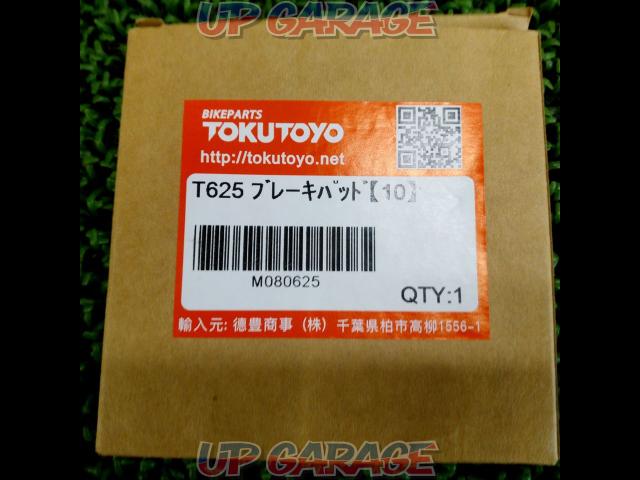 UP GARAGE
BIKEPARTS
TOKUTOYO
http://tokutoyo.net
T625 ブレーキパッド【10】
M080625
QTY:1
輸入元: 德豊商事(株) 千葉県柏市高柳1556-1
UP GARAGE